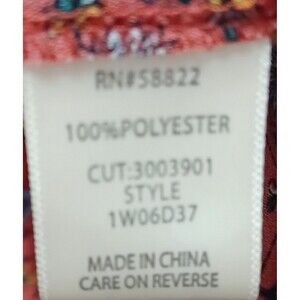 RN#58822
100%POLYESTER
CUT:3003901
STYLE
1W06D37
MADE IN CHINA
CARE ON REVERSE